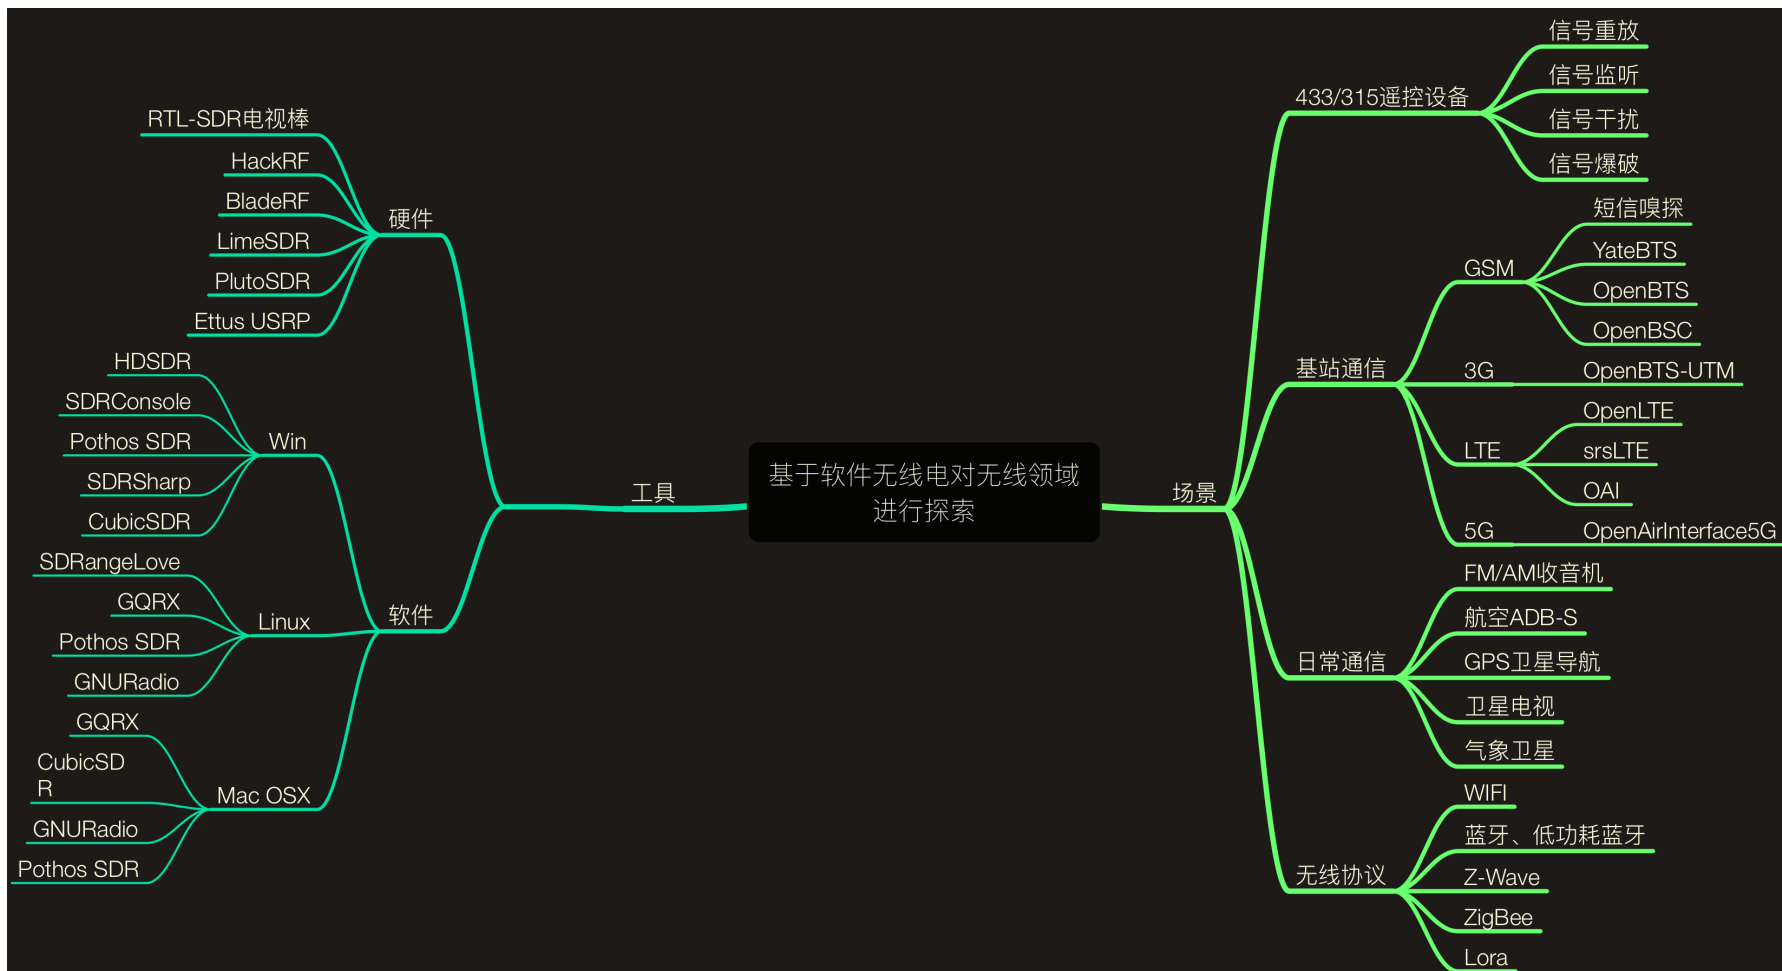 基于软件无线电对无线领域
进行探索
工具
硬件
RTL-SDR电视棒
HackRF
BladeRF
LimeSDR
PlutoSDR
Ettus USRP
软件
Win
HDSDR
SDRConsole
Pothos SDR
SDRSharp
CubicSDR
Linux
SDRangeLove
GQRX
Pothos SDR
GNURadio
Mac OSX
GQRX
CubicSD
R
GNURadio
Pothos SDR
场景
433/315遥控设备
信号重放
信号监听
信号干扰
信号爆破
基站通信
GSM
短信嗅探
YateBTS
OpenBTS
OpenBSC
3G
OpenBTS-UTM
LTE
OpenLTE
srsLTE
OAI
5G
OpenAirInterface5G
日常通信
FM/AM收音机
航空ADB-S
GPS卫星导航
卫星电视
气象卫星
无线协议
WIFI
蓝牙、低功耗蓝牙
Z-Wave
ZigBee
Lora